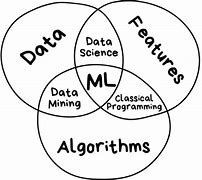 Data
Features
Data
Science
ML
Data
Mining
Classical
Programming
Algorithms